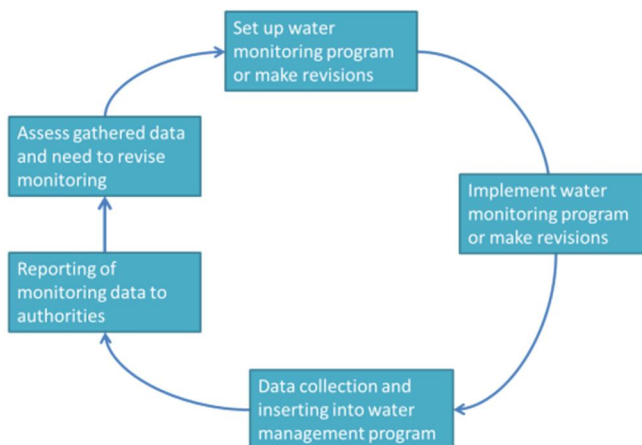 Set up water
monitoring program
or make revisions
Implement water
monitoring program
or make revisions
Data collection and
inserting into water
management program
Reporting of
monitoring data to
authorities
Assess gathered data
and need to revise
monitoring